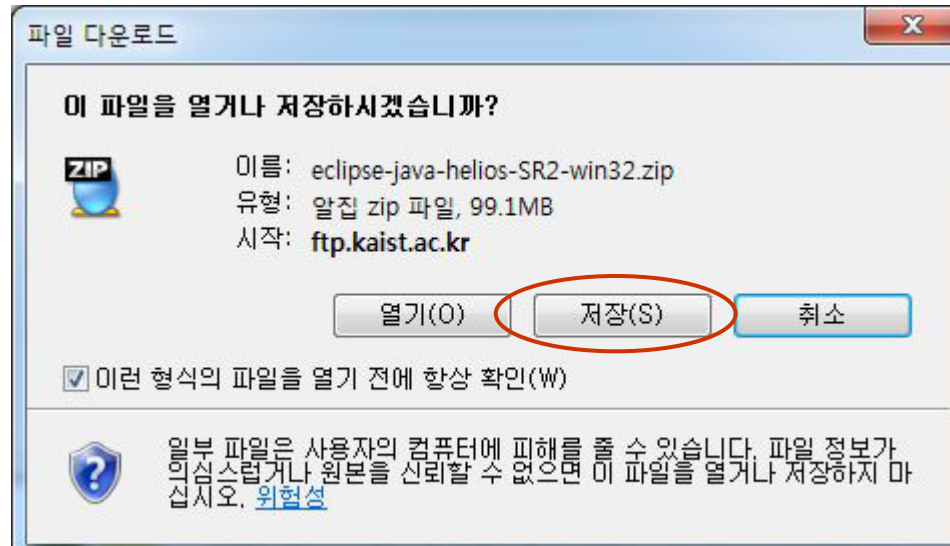 파일 다운로드
이 파일을 열거나 저장하시겠습니까?
ZIP
이름: eclipse-java-helios-SR2-win32.zip
유형: 알집 zip 파일, 99.1MB
시작: ftp.kaist.ac.kr
열기(O) 저장(S) 취소
이런 형식의 파일을 열기 전에 항상 확인(W)
일부 파일은 사용자의 컴퓨터에 피해를 줄 수 있습니다. 파일 정보가
의심스럽거나 원본을 신뢰할 수 없으면 이 파일을 열거나 저장하지 마
십시오. 위험성